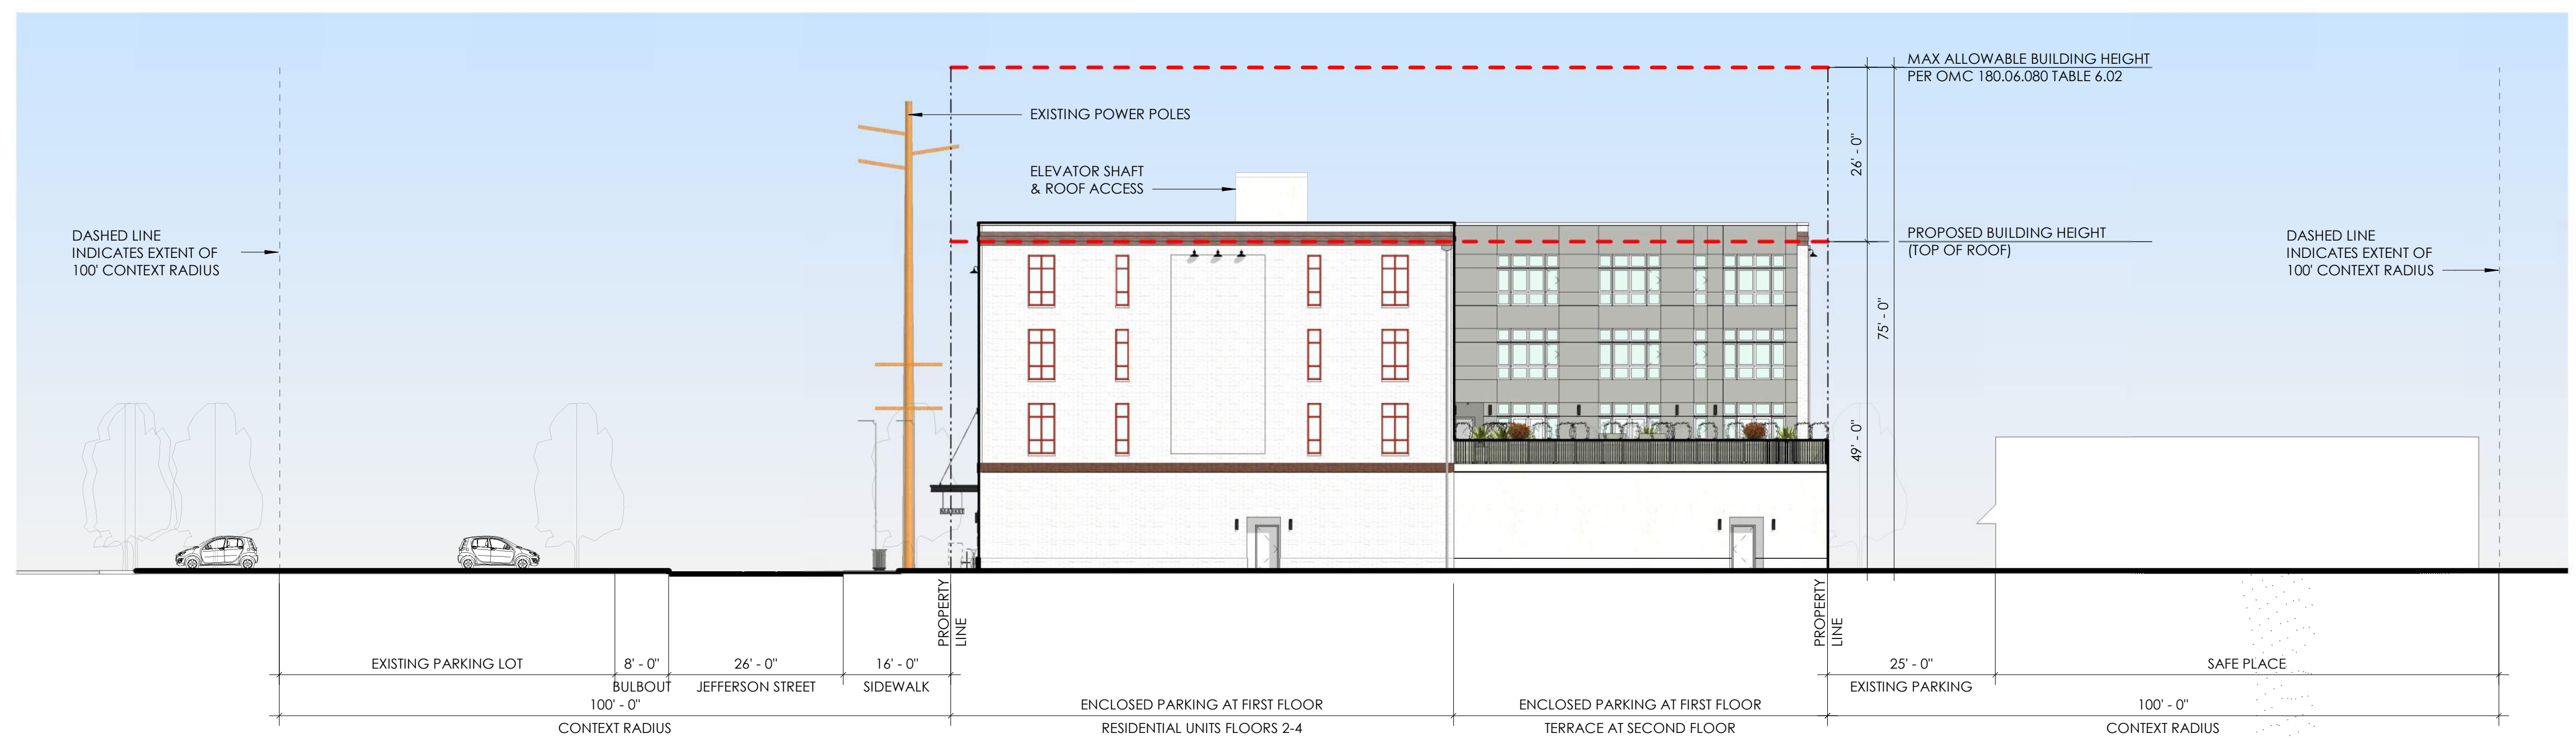 MAX ALLOWABLE BUILDING HEIGHT
PER OMC 180.06.080 TABLE 6.02
EXISTING POWER POLES
26' - 0"
ELEVATOR SHAFT
& ROOF ACCESS
DASHED LINE
INDICATES EXTENT OF
100' CONTEXT RADIUS
PROPOSED BUILDING HEIGHT
(TOP OF ROOF)
DASHED LINE
INDICATES EXTENT OF
100' CONTEXT RADIUS
75' - 0"
49' - 0"
PROPERTY
LINE
PROPERTY
LINE
EXISTING PARKING LOT
8' - 0"
BULBOUT
26' - 0"
JEFFERSON STREET
16' - 0"
SIDEWALK
25' - 0"
EXISTING PARKING
SAFE PLACE
100' - 0"
CONTEXT RADIUS
ENCLOSED PARKING AT FIRST FLOOR
RESIDENTIAL UNITS FLOORS 2-4
ENCLOSED PARKING AT FIRST FLOOR
TERRACE AT SECOND FLOOR
100' - 0"
CONTEXT RADIUS